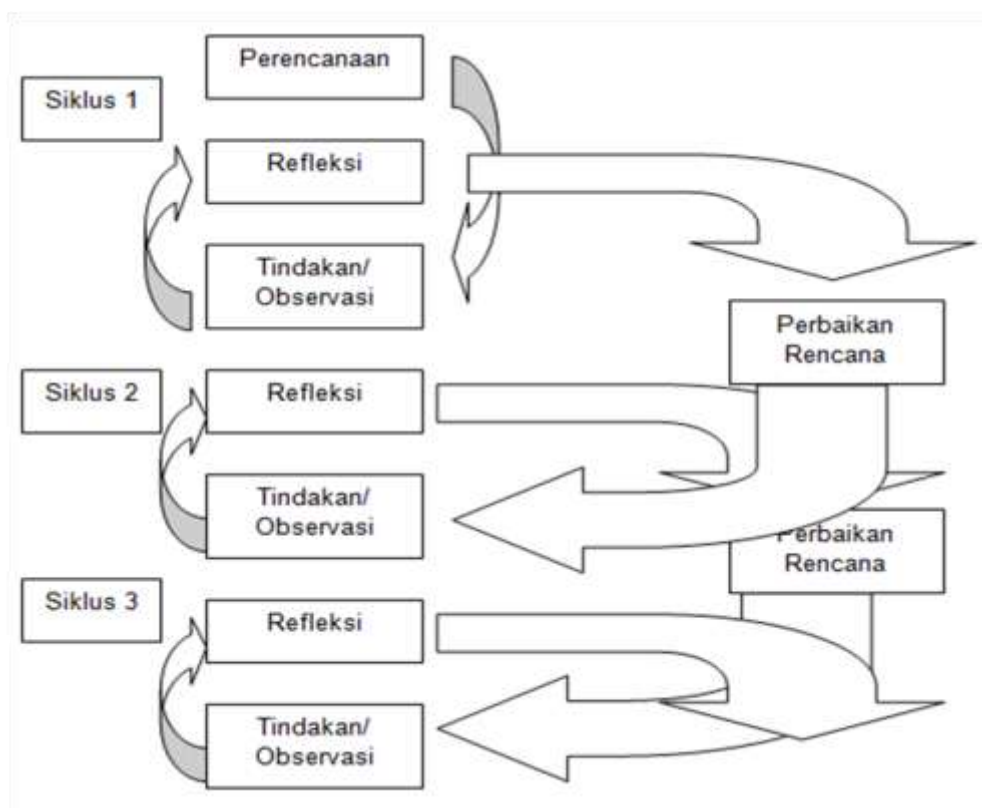 Perencanaan
Siklus 1
Refleksi
Tindakan/
Observasi
Perbaikan
Rencana
Siklus 2
Refleksi
Tindakan/
Observasi
Perbaikan
Rencana
Siklus 3
Refleksi
Tindakan/
Observasi